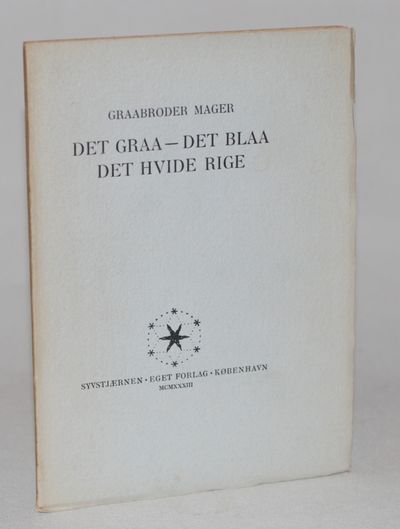 GRAABRODER MAGER
DET GRAA — DET BLAA
DET HVIDE RIGE
SYVSTJÆRNEN · EGET FORLAG · KØBENHAVN
MCMXXXIII